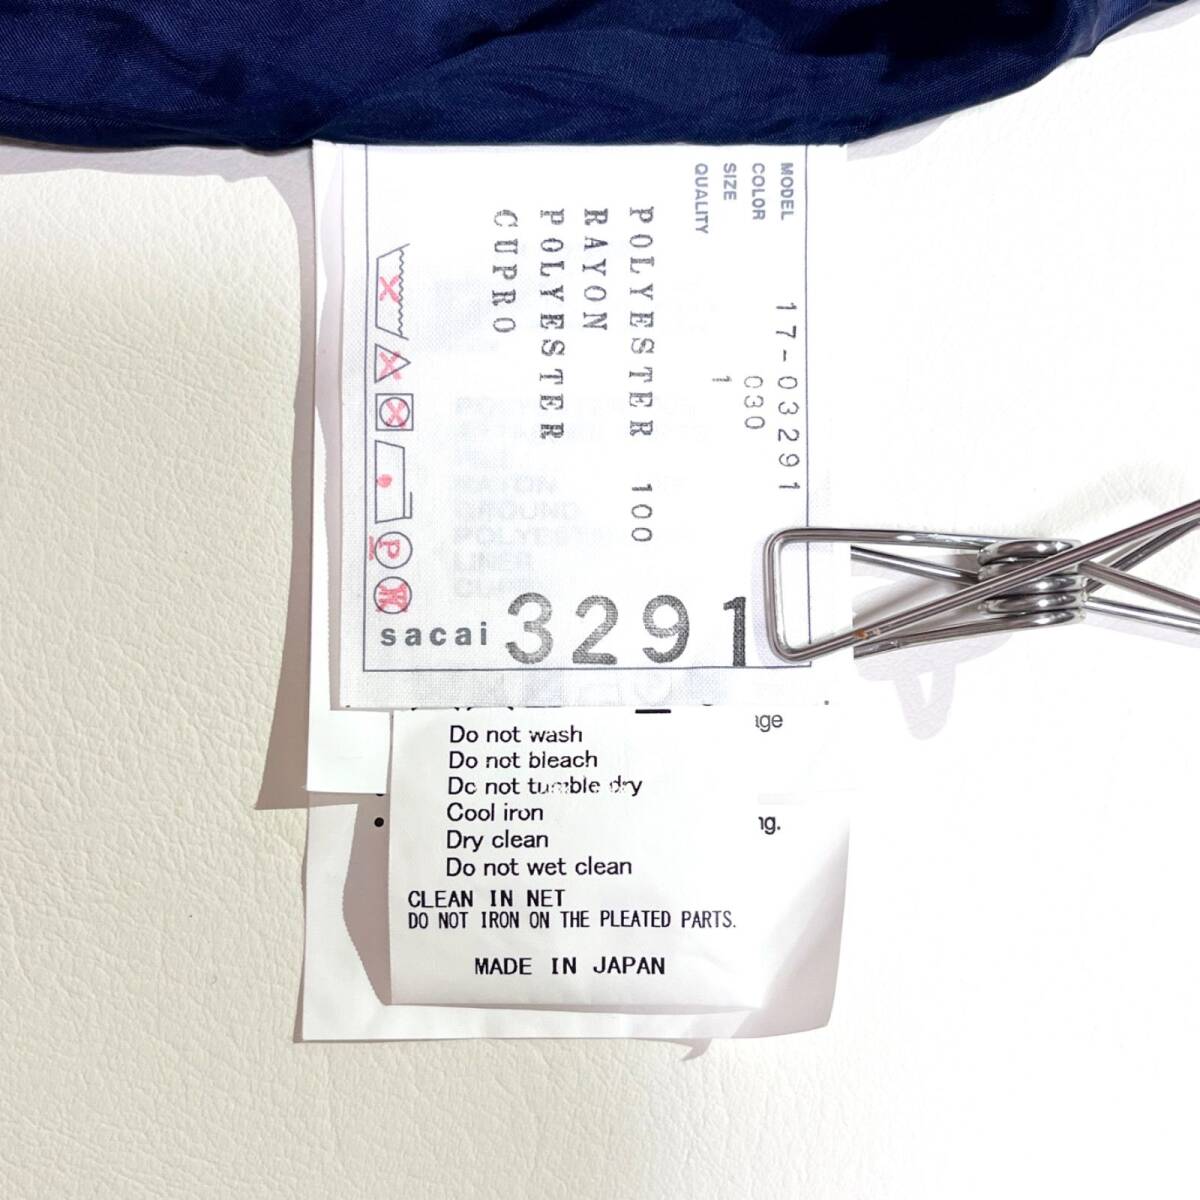 MODEL 17-03291
COLOR 030
SIZE 1
QUALITY
POLYESTER 100
RAYON
POLYESTER
CUPRO
P
sacai 3291
Do not wash
Do not bleach
Do not tumble dry
Cool iron
Dry clean
Do not wet clean
CLEAN IN NET
DO NOT IRON ON THE PLEATED PARTS.
MADE IN JAPAN